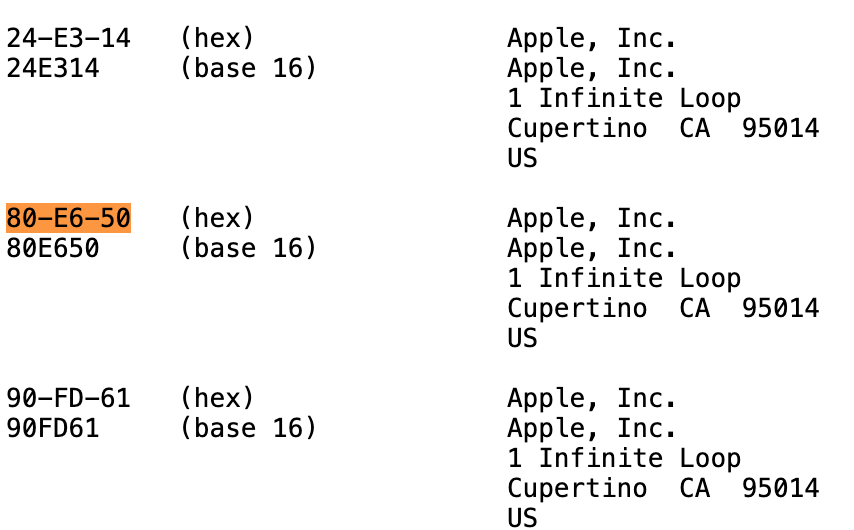 24-E3-14   (hex)                Apple, Inc.
24E314     (base 16)            Apple, Inc.
                                1 Infinite Loop
                                Cupertino  CA  95014
                                US

80-E6-50   (hex)                Apple, Inc.
80E650     (base 16)            Apple, Inc.
                                1 Infinite Loop
                                Cupertino  CA  95014
                                US

90-FD-61   (hex)                Apple, Inc.
90FD61     (base 16)            Apple, Inc.
                                1 Infinite Loop
                                Cupertino  CA  95014
                                US